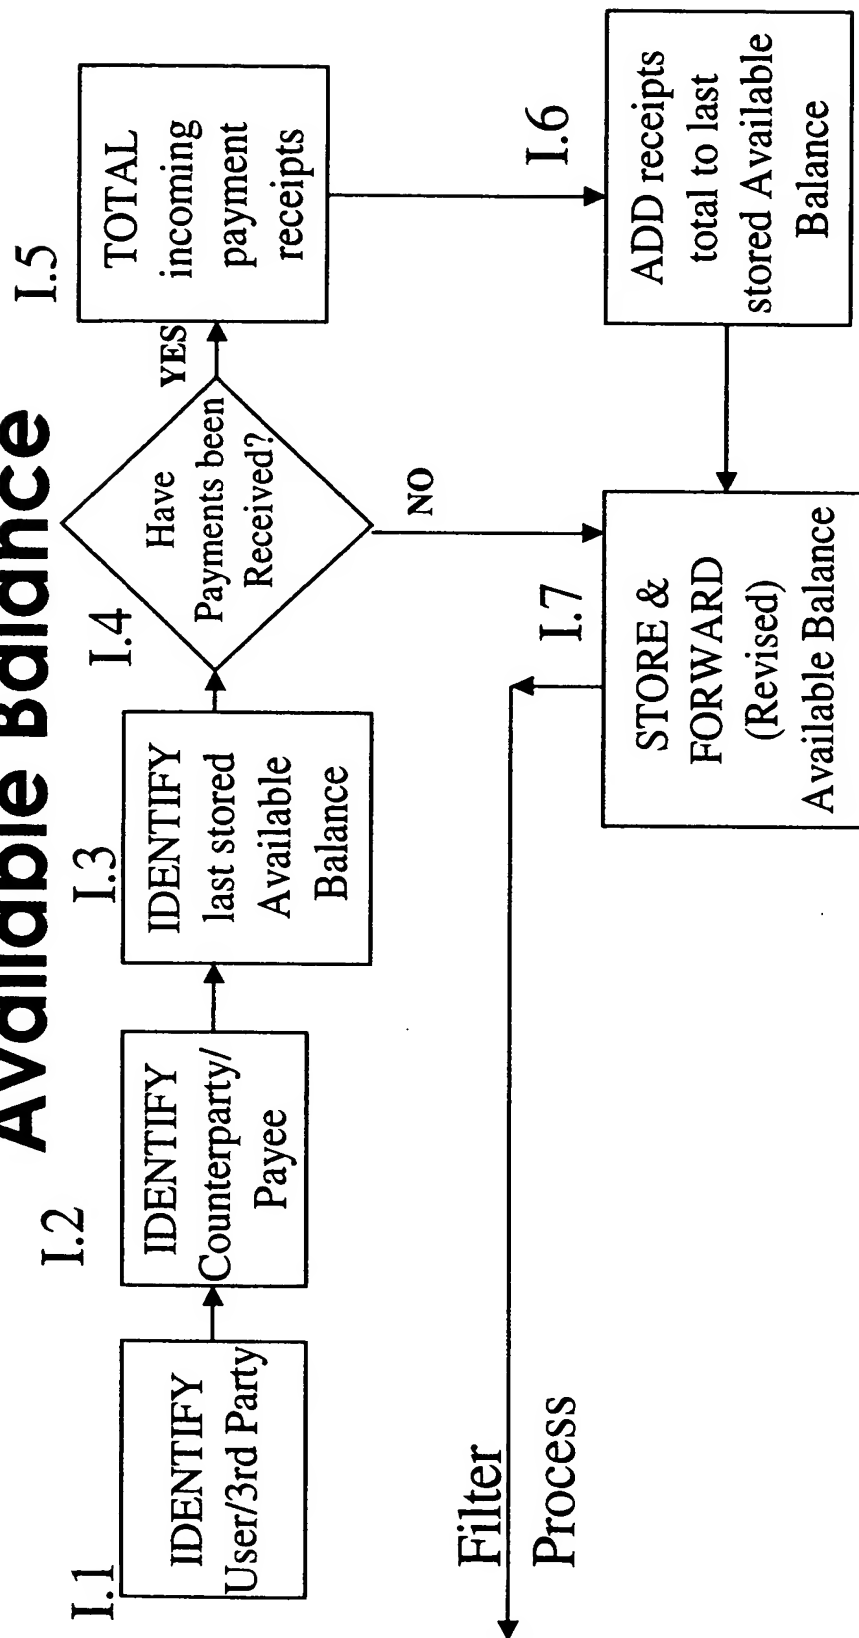 Available Balance
I.1
IDENTIFY
User/3rd Party
I.2
IDENTIFY
Counterparty/
Payee
I.3
IDENTIFY
last stored
Available
Balance
I.4
Have
Payments been
Received?
YES
NO
I.5
TOTAL
incoming
payment
receipts
I.6
ADD receipts
total to last
stored Available
Balance
I.7
STORE &
FORWARD
(Revised)
Available Balance
Filter
Process